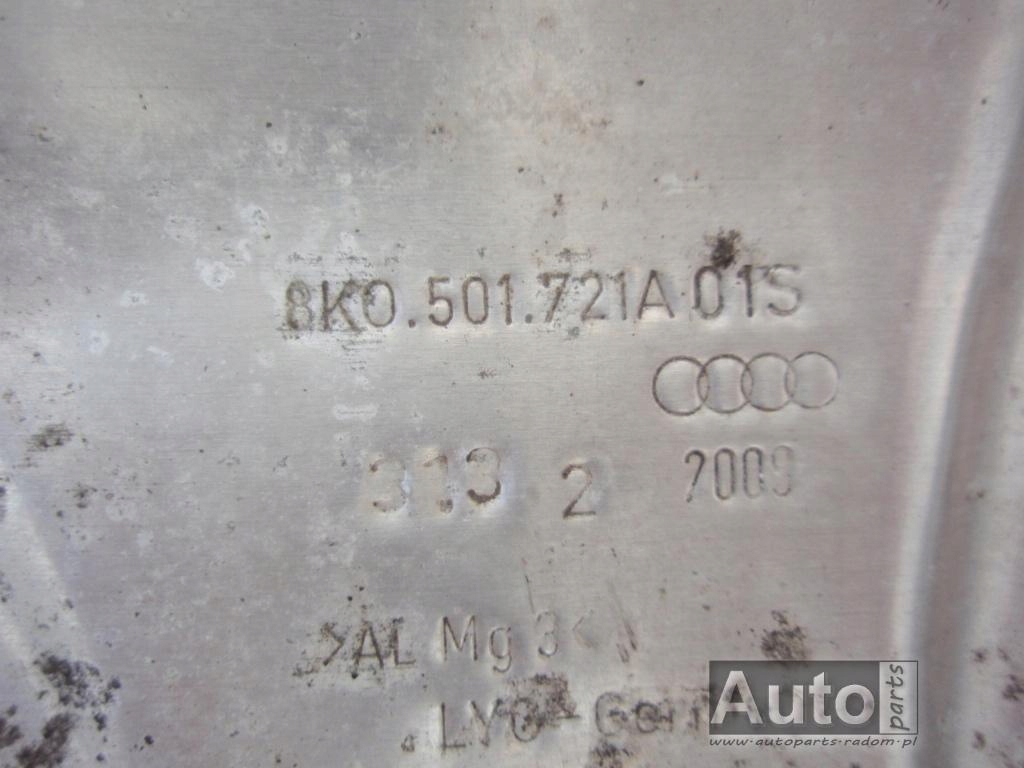 8K0.501.721A 01S
313 2 2009
>AL Mg 3<
Auto parts
www-autoparts-radom-pl